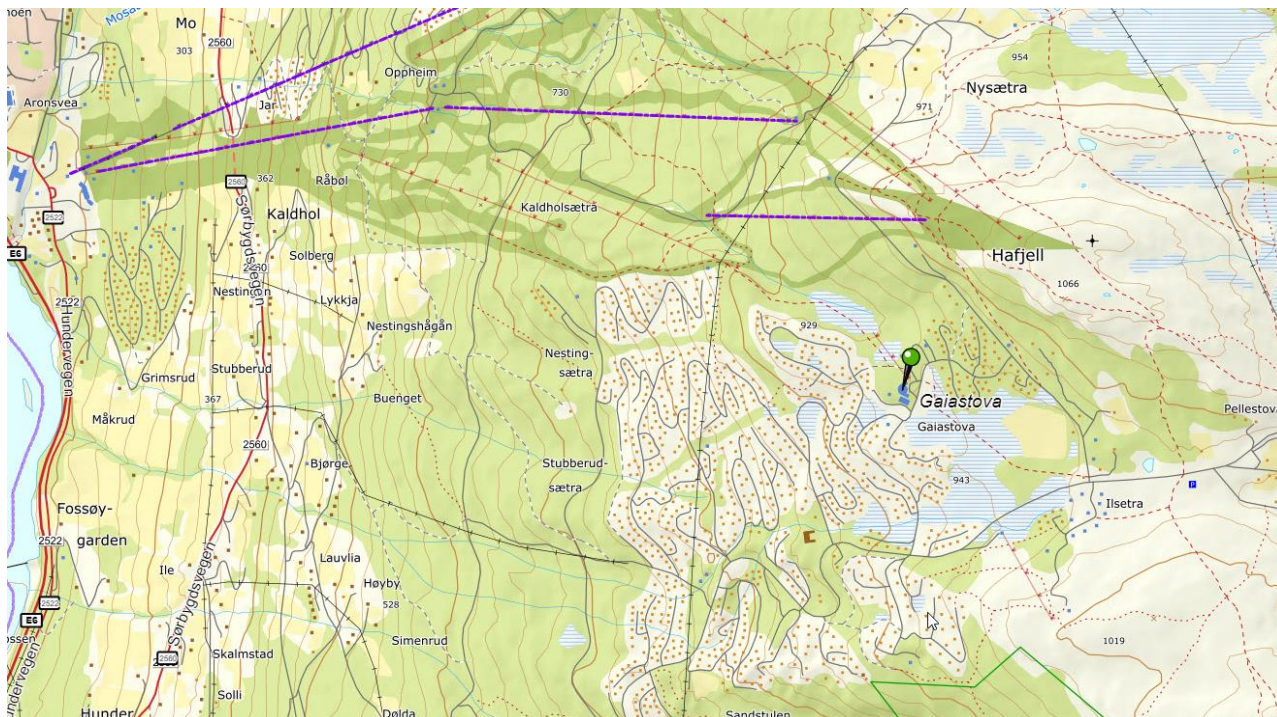 Mo
303
2560
Oppheim
730
954
Nysætra
971
Aronsvea
Jar
2560
362
Råbøl
Kaldhol
Kaldholsætra
2522
E6
Sørbygdsvegen
Solberg
Hafjell
Nestingen
Lykkja
1066
2522
Hundervegen
Nestingshågån
929
Nesting-
sætra
Grimsrud
Stubberud
Gaiastova
Gaiastova
367
Buenget
Måkrud
Pellestova
2560
Bjørge
Stubberud-
sætra
943
P
Ilsetra
Fossøy-
garden
2522
Ile
Lauvlia
Høyby
528
2522
E6
Sørbygdsvegen
Simenrud
1019
2560
Skalmstad
Solli
Hunder
Dølda
Sandstulen